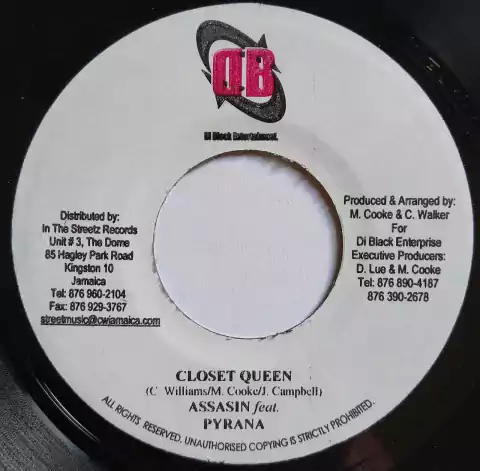 DB
Di Black Entertainment.
Distributed by:
In The Streetz Records
Unit # 3, The Dome
85 Hagley Park Road
Kingston 10
Jamaica
Tel: 876 960-2104
Fax: 876 929-3767
streetmusic@cwjamaica.com
Produced & Arranged by:
M. Cooke & C. Walker
For
Di Black Enterprise
Executive Producers:
D. Lue & M. Cooke
Tel: 876 890-4187
876 390-2678
CLOSET QUEEN
(C Williams/M. Cooke/J. Campbell)
ASSASIN feat.
PYRANA
ALL RIGHTS RESERVED. UNAUTHORISED COPYING IS STRICTLY PROHIBITED.